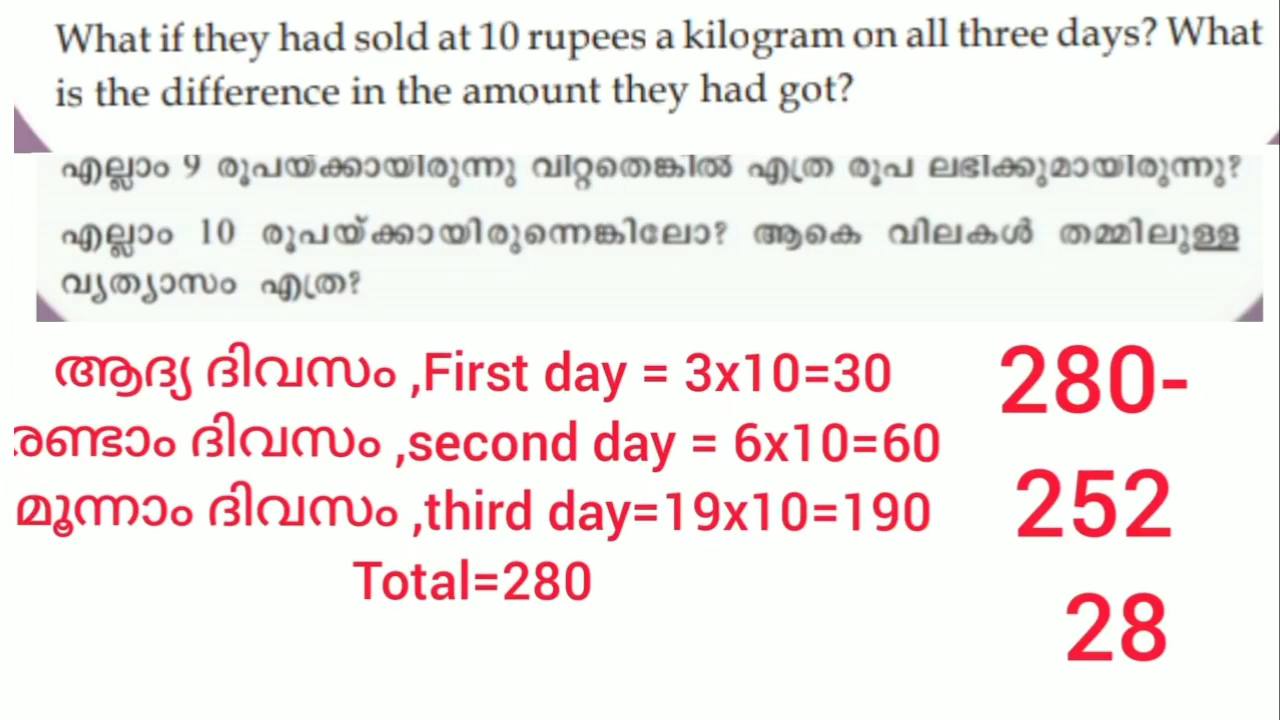 What if they had sold at 10 rupees a kilogram on all three days? What
is the difference in the amount they had got?
എല്ലാം 9 രൂപയ്ക്കായിരുന്നു വിറ്റതെങ്കിൽ എത്ര രൂപ ലഭിക്കുമായിരുന്നു?
എല്ലാം 10 രൂപയ്ക്കായിരുന്നെങ്കിലോ? ആകെ വിലകൾ തമ്മിലുള്ള
വ്യത്യാസം എത്ര?
ആദ്യ ദിവസം ,First day = 3x10=30
രണ്ടാം ദിവസം ,second day = 6x10=60
മൂന്നാം ദിവസം ,third day=19x10=190
Total=280
280-
252
28